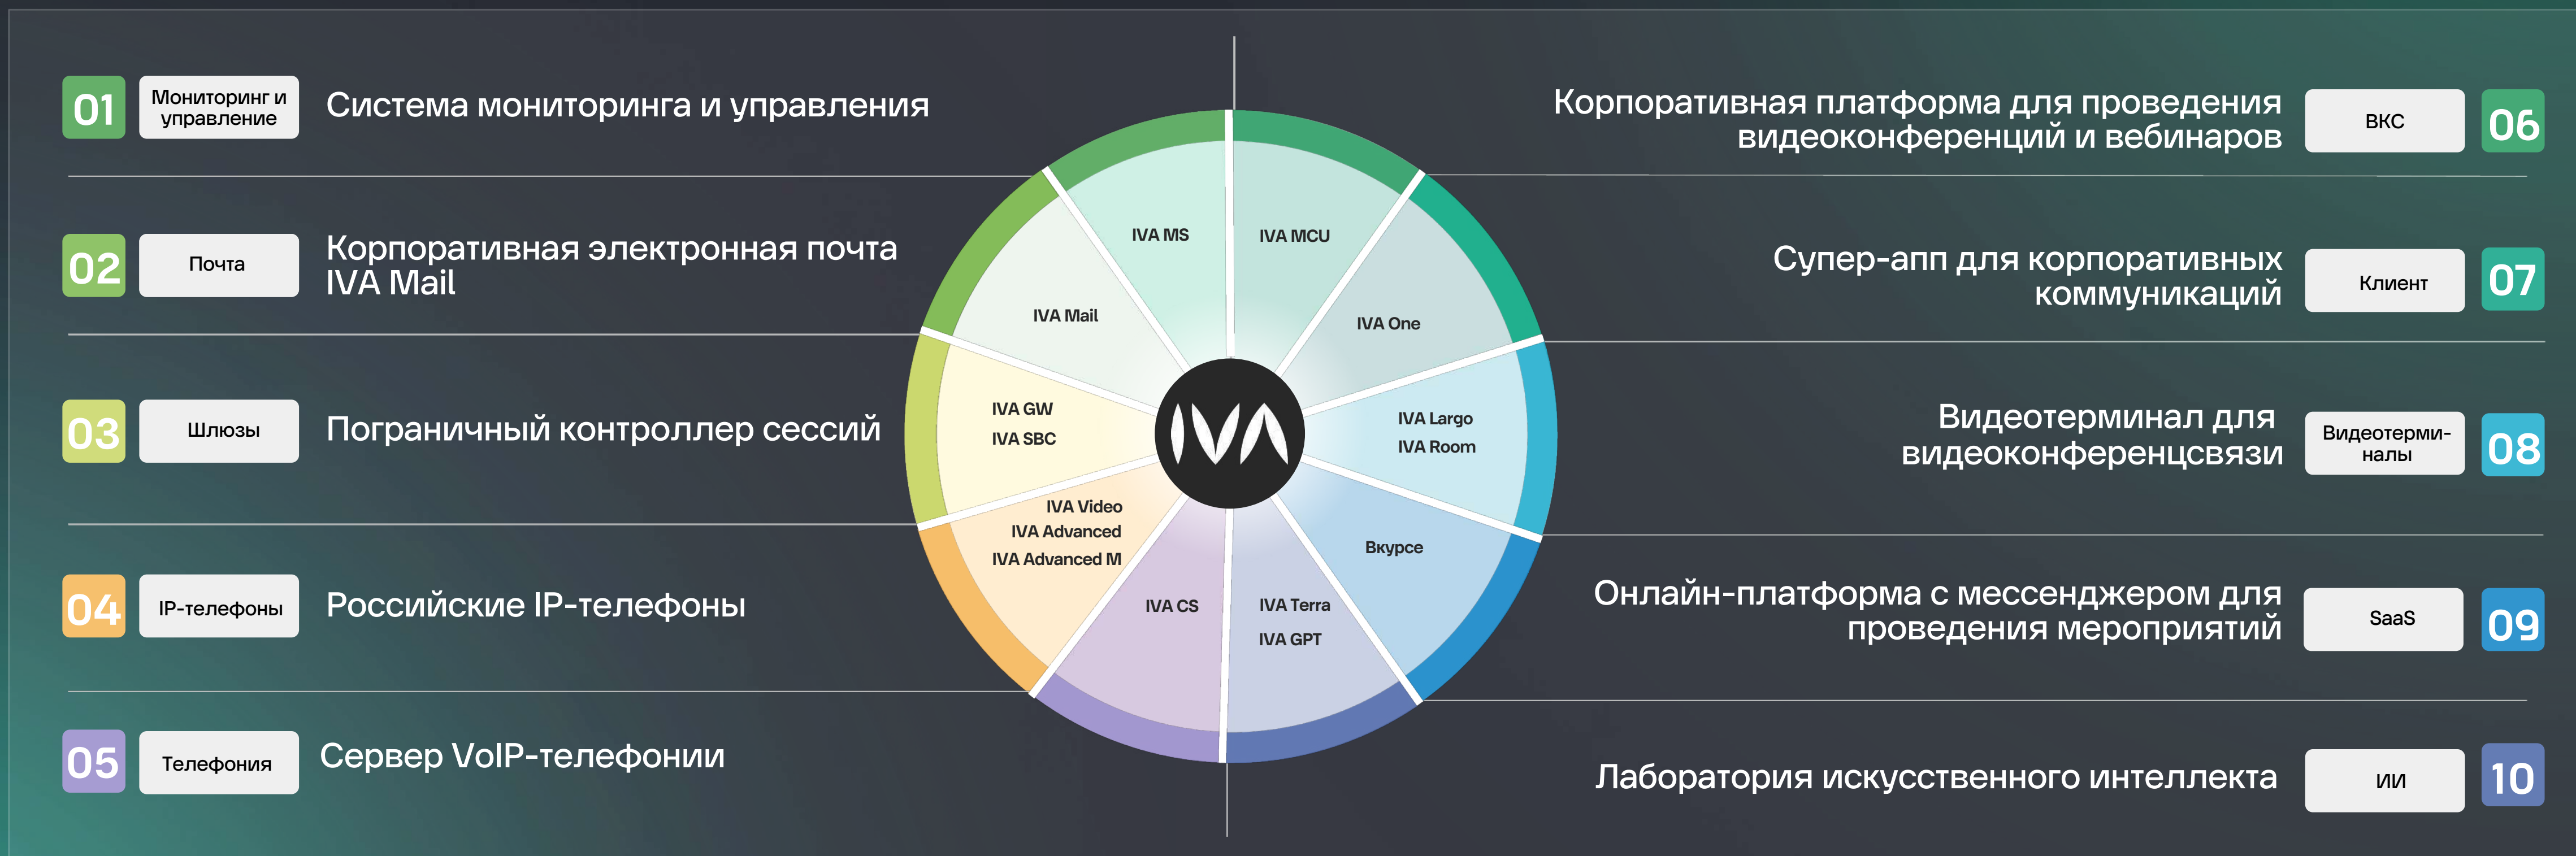 01
Мониторинг и
управление
Система мониторинга и управления
02
Почта
Корпоративная электронная почта
IVA Mail
03
Шлюзы
Пограничный контроллер сессий
04
IP-телефоны
Российские IP-телефоны
05
Телефония
Сервер VoIP-телефонии
IVA MS
IVA MCU
IVA Mail
IVA One
IVA GW
IVA SBC
IVA
IVA Largo
IVA Room
IVA Video
IVA Advanced
IVA Advanced M
Вкурсе
IVA CS
IVA Terra
IVA GPT
Корпоративная платформа для проведения
видеоконференций и вебинаров
ВКС
06
Супер-апп для корпоративных
коммуникаций
Клиент
07
Видеотерминал для
видеоконференцсвязи
Видеотерми-
налы
08
Онлайн-платформа с мессенджером для
проведения мероприятий
SaaS
09
Лаборатория искусственного интеллекта
ИИ
10